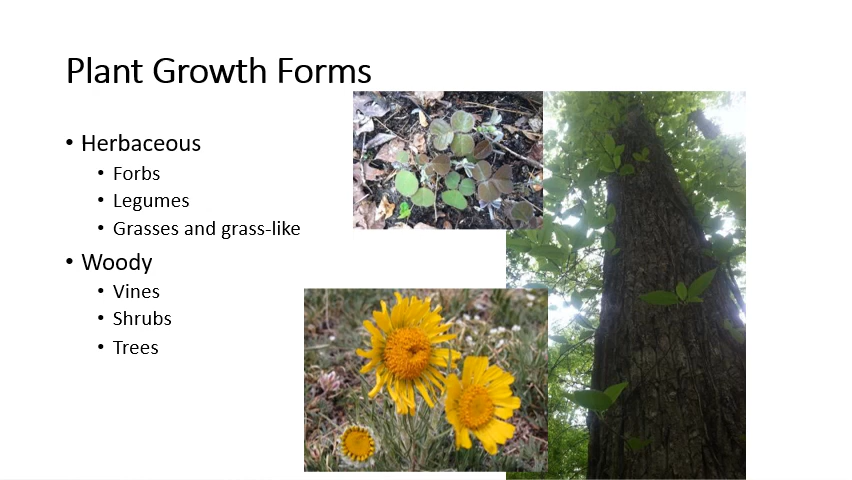 Plant Growth Forms
• Herbaceous
• Forbs
• Legumes
• Grasses and grass-like
• Woody
• Vines
• Shrubs
• Trees